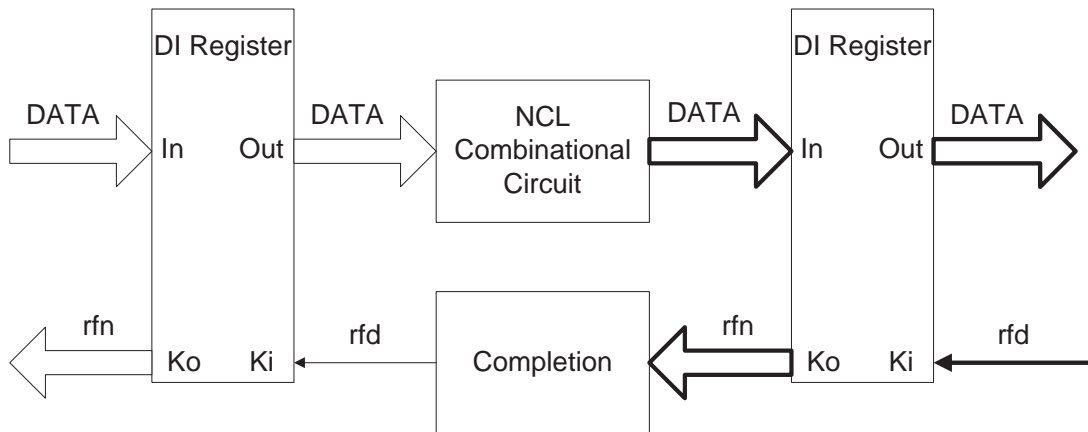 DI Register
DI Register
DATA
DATA
NCL
Combinational
Circuit
DATA
DATA
In
Out
In
Out
rfn
rfd
Completion
rfn
rfd
Ko
Ki
Ko
Ki